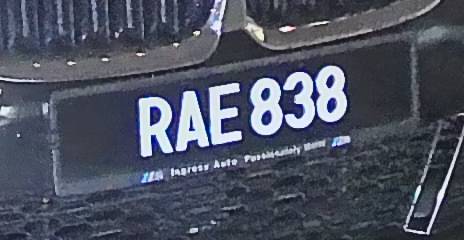 RAE 838
Ingress Auto Passionately